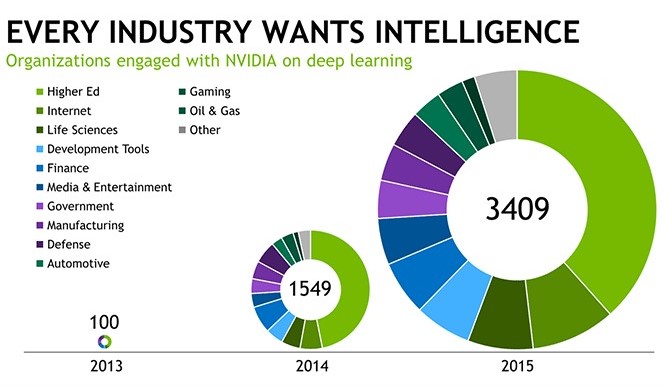 EVERY INDUSTRY WANTS INTELLIGENCE
Organizations engaged with NVIDIA on deep learning
Higher Ed
Internet
Life Sciences
Development Tools
Finance
Media & Entertainment
Government
Manufacturing
Defense
Automotive
Gaming
Oil & Gas
Other
100
1549
3409
2013
2014
2015